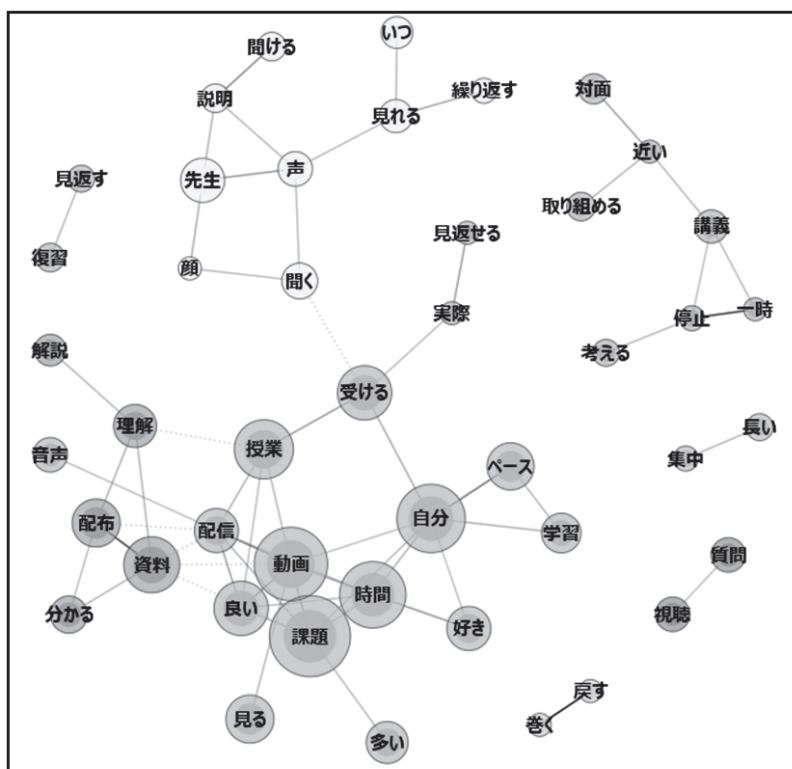 いつ
聞ける
繰り返す
対面
説明
見れる
近い
声
先生
見返す
取り組める
講義
見返せる
復習
顔
聞く
実際
停止
一時
解説
考える
受ける
理解
授業
長い
音声
集中
ペース
配布
配信
自分
学習
資料
動画
質問
分かる
良い
時間
視聴
課題
好き
戻す
見る
巻く
多い